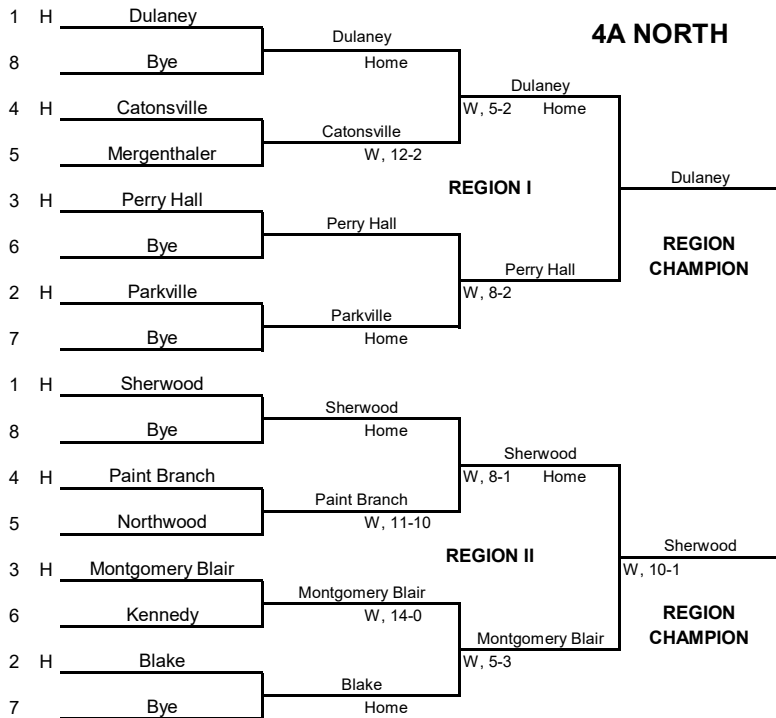 4A NORTH
1 H Dulaney
Dulaney
8 Bye
Home
Dulaney
4 H Catonsville
W, 5-2 Home
Catonsville
5 Mergenthaler
W, 12-2
REGION I
Dulaney
3 H Perry Hall
Perry Hall
6 Bye
REGION
CHAMPION
Perry Hall
2 H Parkville
W, 8-2
Parkville
7 Bye
Home
1 H Sherwood
Sherwood
8 Bye
Home
Sherwood
4 H Paint Branch
W, 8-1 Home
Paint Branch
5 Northwood
W, 11-10
REGION II
Sherwood
3 H Montgomery Blair
W, 10-1
Montgomery Blair
6 Kennedy
W, 14-0
REGION
CHAMPION
Montgomery Blair
2 H Blake
W, 5-3
Blake
7 Bye
Home